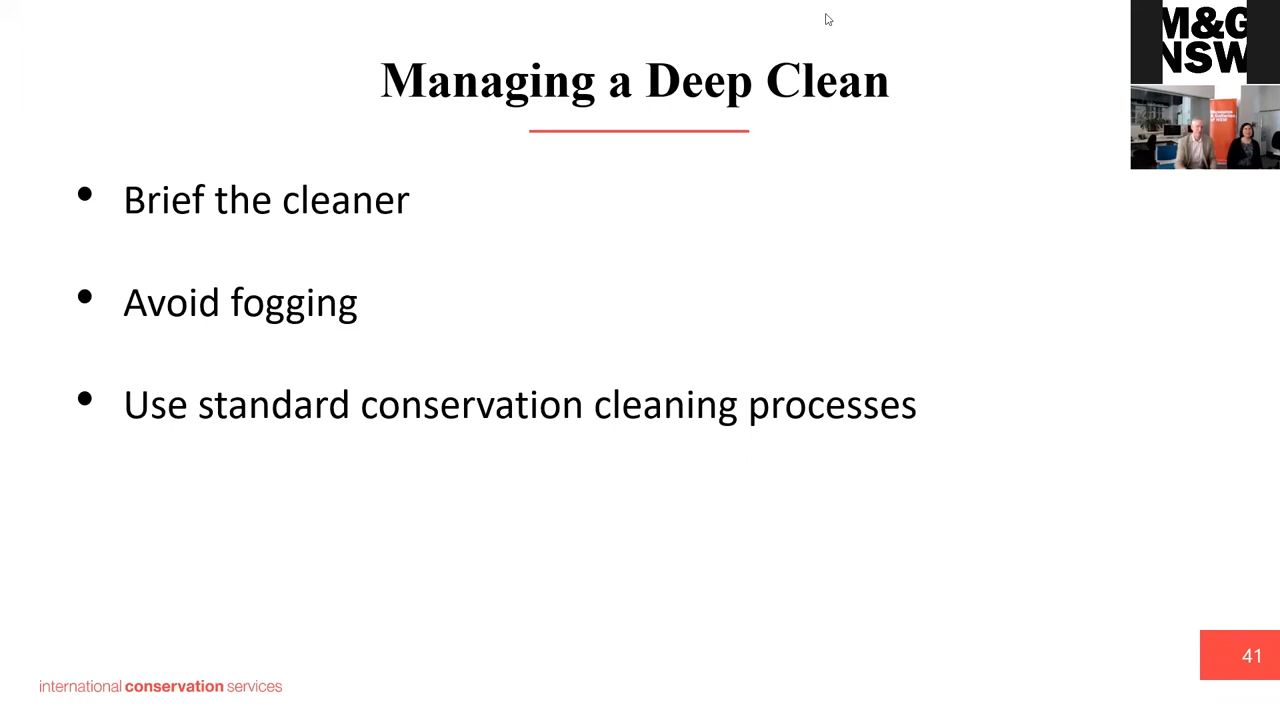 Managing a Deep Clean
M&G
NSW
• Brief the cleaner
• Avoid fogging
• Use standard conservation cleaning processes
41
international conservation services